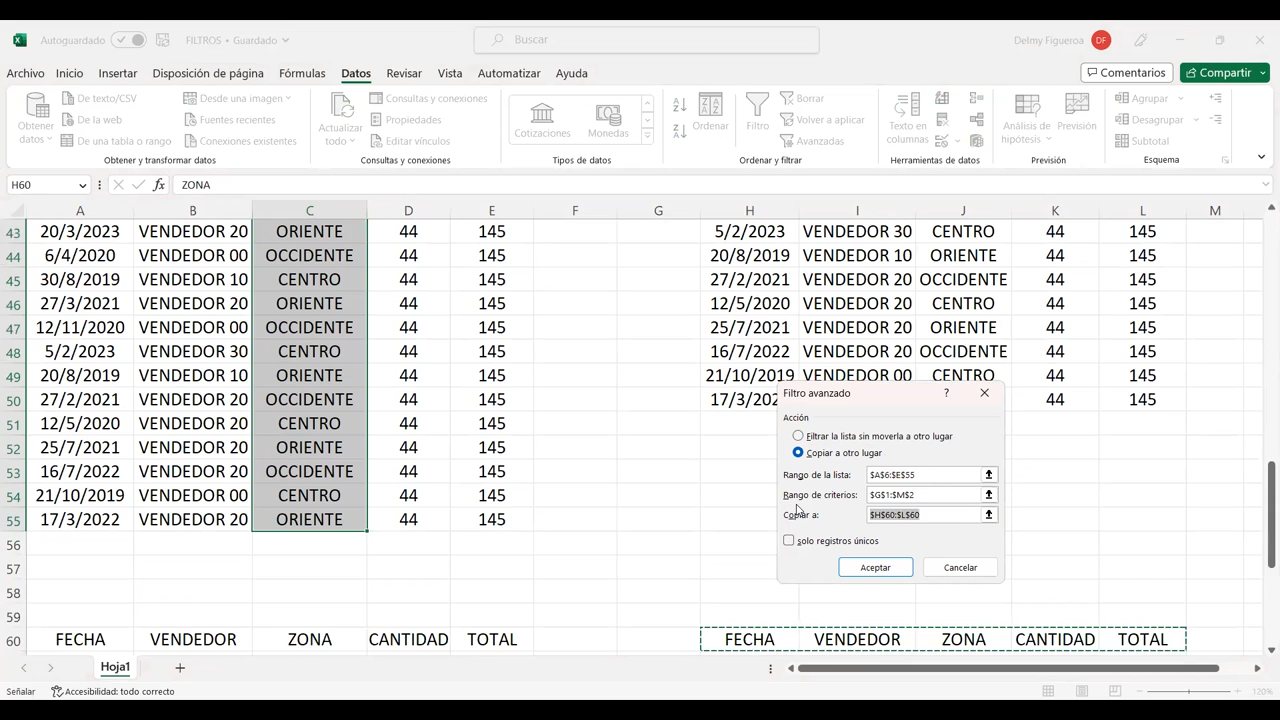 Autoguardado FILTROS • Guardado Buscar Delmy Figueroa DF
Archivo Inicio Insertar Disposición de página Fórmulas Datos Revisar Vista Automatizar Ayuda Comentarios Compartir
Obtener datos De texto/CSV De la web De una tabla o rango Desde una imagen Fuentes recientes Conexiones existentes
Obtener y transformar datos
Actualizar todo Consultas y conexiones Propiedades Editar vínculos
Consultas y conexiones
Cotizaciones Monedas
Tipos de datos
Ordenar Filtro Borrar Volver a aplicar Avanzadas
Ordenar y filtrar
Texto en columnas
Herramientas de datos
Análisis de hipótesis Previsión
Previsión
Agrupar Desagrupar Subtotal
Esquema
H60 fx ZONA
A B C D E F G H I J K L M
43 20/3/2023 VENDEDOR 20 ORIENTE 44 145 5/2/2023 VENDEDOR 30 CENTRO 44 145
44 6/4/2020 VENDEDOR 00 OCCIDENTE 44 145 20/8/2019 VENDEDOR 10 ORIENTE 44 145
45 30/8/2019 VENDEDOR 10 CENTRO 44 145 27/2/2021 VENDEDOR 20 OCCIDENTE 44 145
46 27/3/2021 VENDEDOR 20 ORIENTE 44 145 12/5/2020 VENDEDOR 20 CENTRO 44 145
47 12/11/2020 VENDEDOR 00 OCCIDENTE 44 145 25/7/2021 VENDEDOR 20 ORIENTE 44 145
48 5/2/2023 VENDEDOR 30 CENTRO 44 145 16/7/2022 VENDEDOR 20 OCCIDENTE 44 145
49 20/8/2019 VENDEDOR 10 ORIENTE 44 145 21/10/2019 VENDEDOR 00 CENTRO 44 145
50 27/2/2021 VENDEDOR 20 OCCIDENTE 44 145 17/3/202 44 145
51 12/5/2020 VENDEDOR 20 CENTRO 44 145
52 25/7/2021 VENDEDOR 20 ORIENTE 44 145
53 16/7/2022 VENDEDOR 20 OCCIDENTE 44 145
54 21/10/2019 VENDEDOR 00 CENTRO 44 145
55 17/3/2022 VENDEDOR 20 ORIENTE 44 145
56
57
58
59
60 FECHA VENDEDOR ZONA CANTIDAD TOTAL FECHA VENDEDOR ZONA CANTIDAD TOTAL
Filtro avanzado ?
Acción
Filtrar la lista sin moverla a otro lugar
Copiar a otro lugar
Rango de la lista: $A$6:$E$55
Rango de criterios: $G$1:$M$2
Copiar a: $H$60:$L$60
Solo registros únicos
Aceptar Cancelar
Hoja1
Señalar Accesibilidad: todo correcto 120%